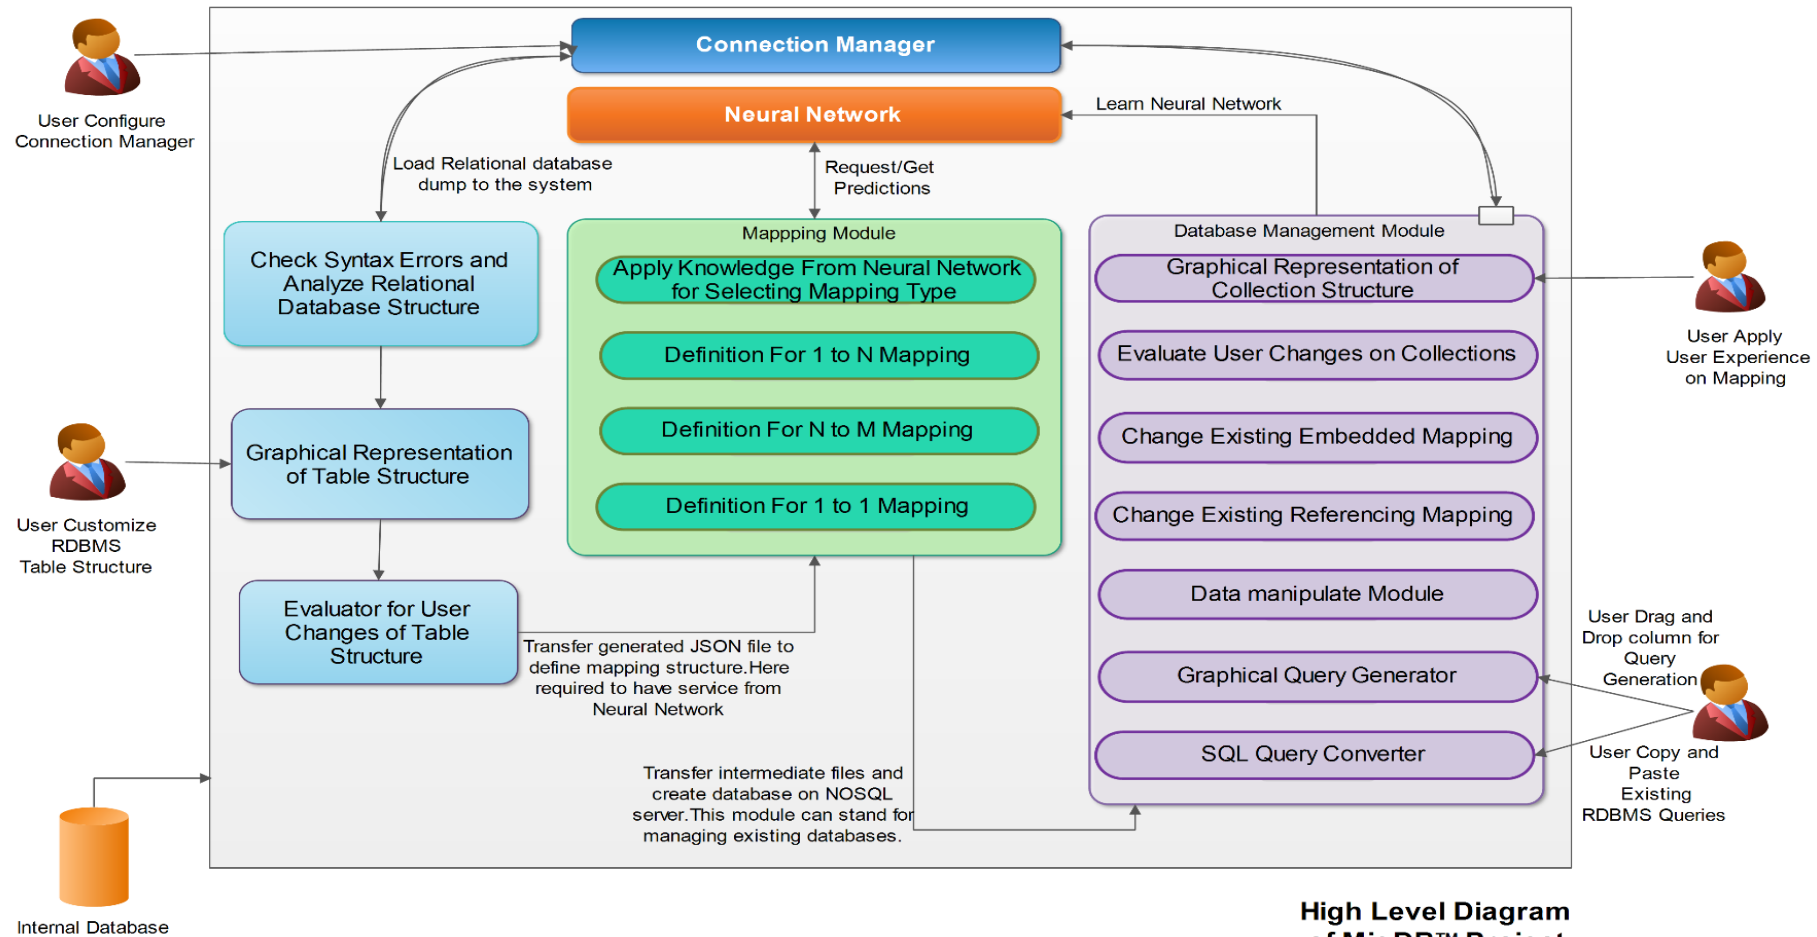 Connection Manager
Neural Network
Learn Neural Network
User Configure
Connection Manager
Load Relational database
dump to the system
Request/Get
Predictions
Check Syntax Errors and
Analyze Relational
Database Structure
Graphical Representation
of Table Structure
User Customize
RDBMS
Table Structure
Evaluator for User
Changes of Table
Structure
Transfer generated JSON file to
define mapping structure.Here
required to have service from
Neural Network
Mappping Module
Apply Knowledge From Neural Network
for Selecting Mapping Type
Definition For 1 to N Mapping
Definition For N to M Mapping
Definition For 1 to 1 Mapping
Transfer intermediate files and
create database on NOSQL
server.This module can stand for
managing existing databases.
Database Management Module
Graphical Representation of
Collection Structure
Evaluate User Changes on Collections
Change Existing Embedded Mapping
Change Existing Referencing Mapping
Data manipulate Module
Graphical Query Generator
SQL Query Converter
User Apply
User Experience
on Mapping
User Drag and
Drop column for
Query
Generation
User Copy and
Paste
Existing
RDBMS Queries
Internal Database
High Level Diagram
of MigDB™ Project